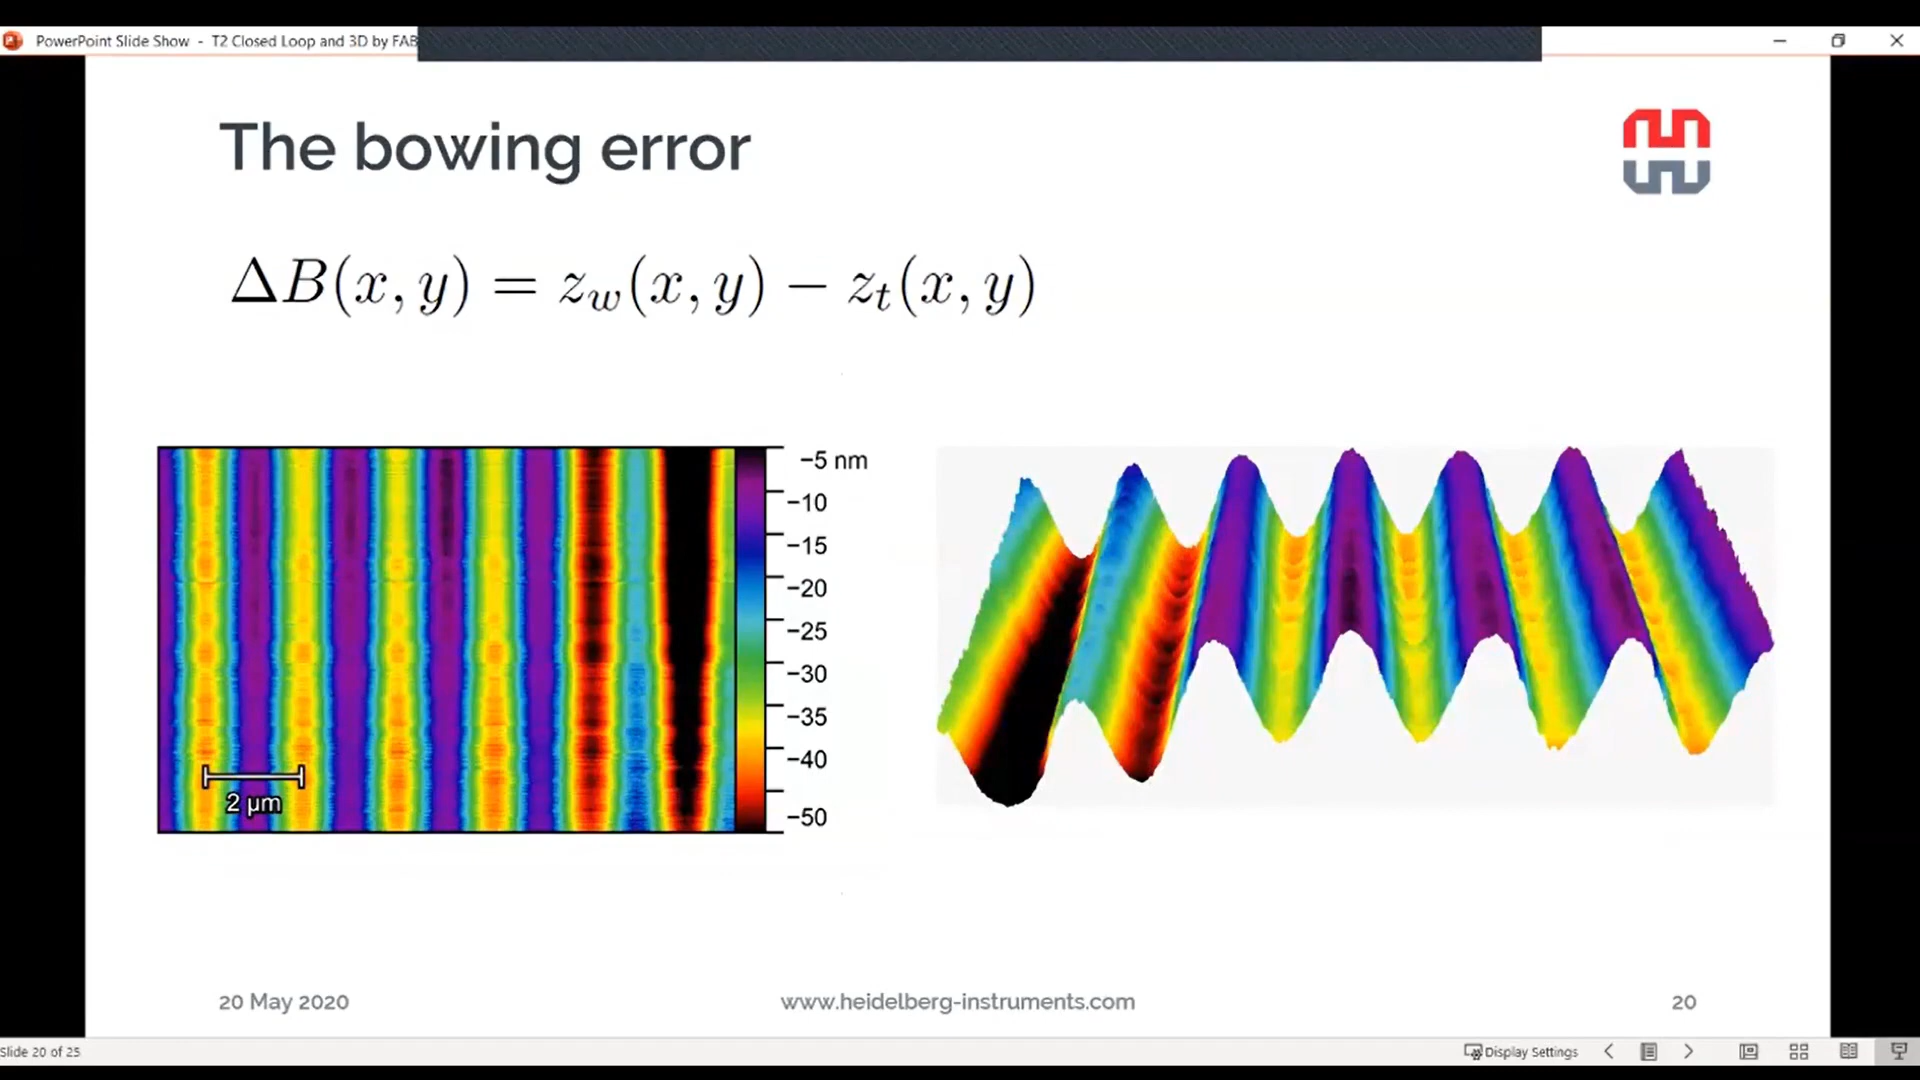 PowerPoint Slide Show - T2 Closed Loop and 3D by FAB
The bowing error
ΔB(x, y) = z_w(x, y) − z_t(x, y)
−5 nm
−10
−15
−20
−25
−30
−35
−40
−50
2 µm
20 May 2020
www.heidelberg-instruments.com
20
Slide 20 of 25
Display Settings